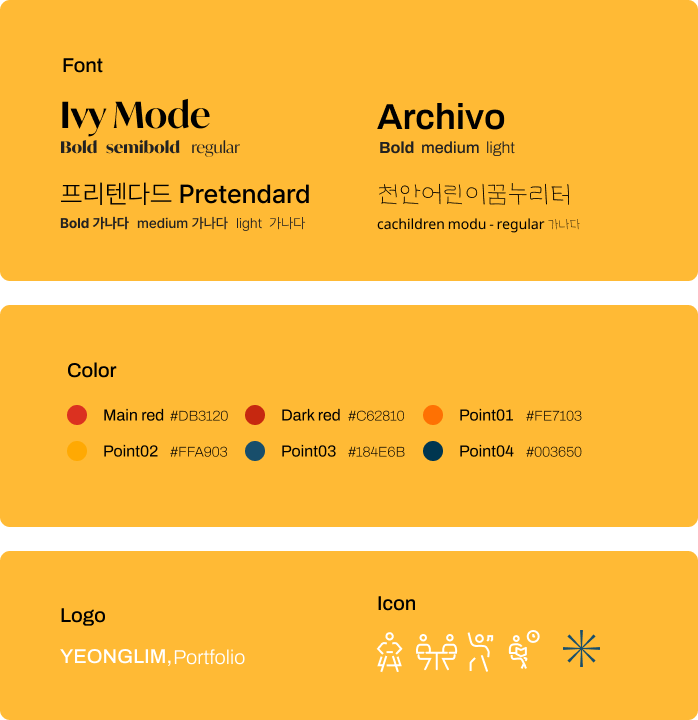 Font
Ivy Mode
Bold semibold regular
Archivo
Bold medium light
프리텐다드 Pretendard
Bold 가나다 medium 가나다 light 가나다
천안어린이꿈누리터
cachildren modu - regular 가나다
Color
Main red #DB3120 Dark red #C62810 Point01 #FE7103
Point02 #FFA903 Point03 #184E6B Point04 #003650
Logo
YEONGLIM, Portfolio
Icon